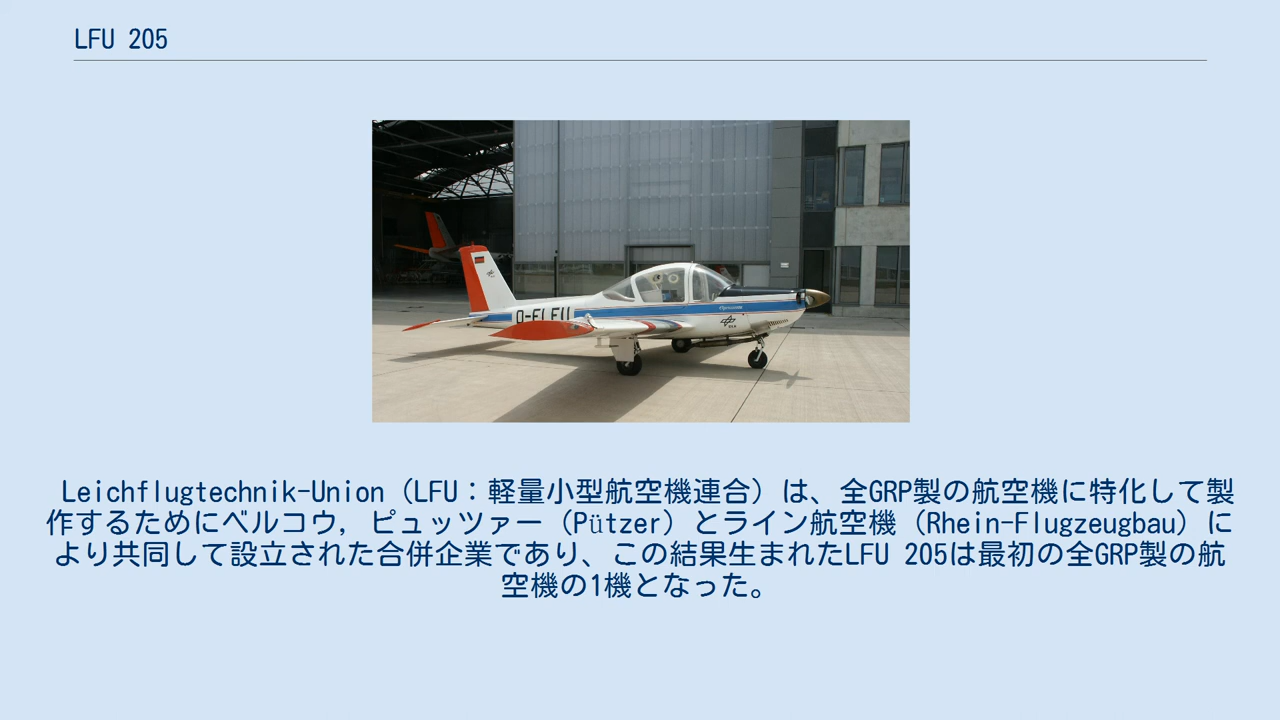 LFU 205
D-ELFU
Leichflugtechnik-Union（LFU：軽量小型航空機連合）は、全GRP製の航空機に特化して製
作するためにベルコウ, ピュッツァー（Pützer）とライン航空機（Rhein-Flugzeugbau）に
より共同して設立された合併企業であり、この結果生まれたLFU 205は最初の全GRP製の航
空機の1機となった。